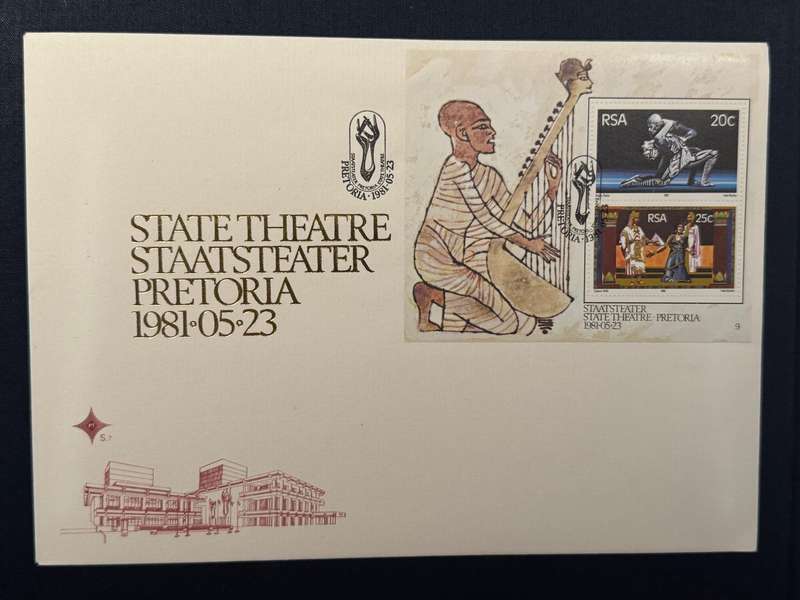 STATE THEATRE
STAATSTEATER
PRETORIA
1981·05·23
PRETORIA·1981·05·23
RSA 20c
RSA 25c
STAATSTEATER
STATE THEATRE·PRETORIA
1981·05·23
9